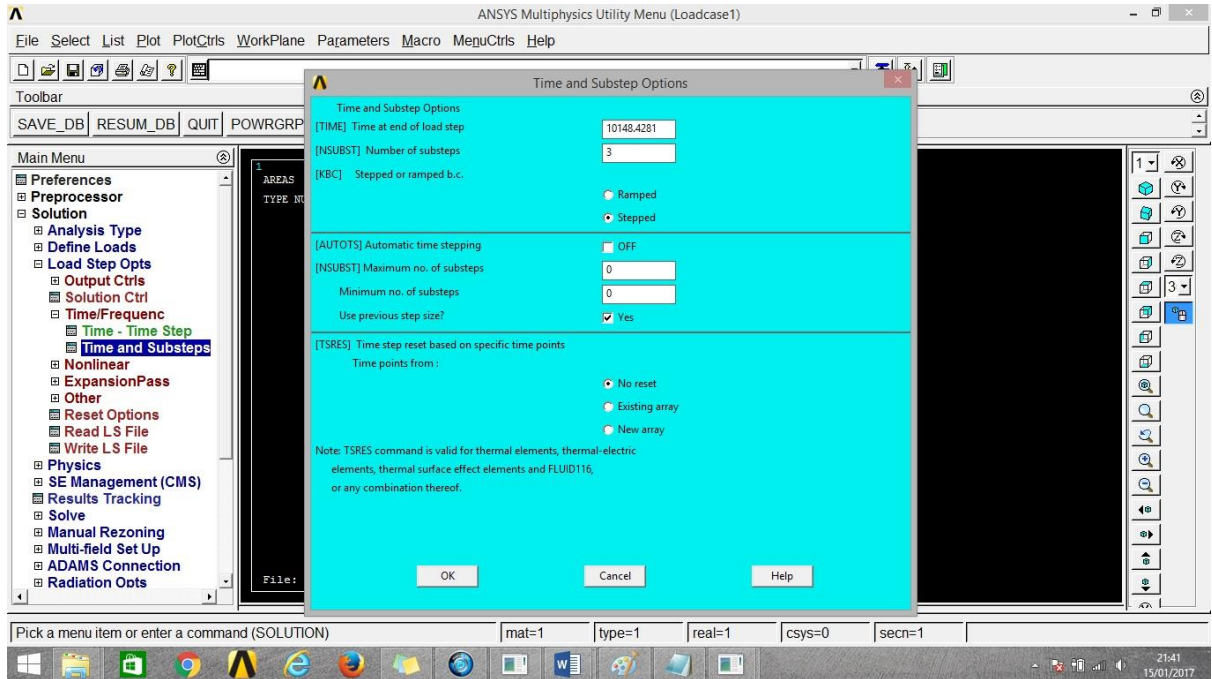 ANSYS Multiphysics Utility Menu (Loadcase1)
File Select List Plot PlotCtrls WorkPlane Parameters Macro MenuCtrls Help
Toolbar
SAVE_DB RESUM_DB QUIT POWRGRP
Main Menu
Preferences
Preprocessor
Solution
Analysis Type
Define Loads
Load Step Opts
Output Ctrls
Solution Ctrl
Time/Frequenc
Time - Time Step
Time and Substeps
Nonlinear
ExpansionPass
Other
Reset Options
Read LS File
Write LS File
Physics
SE Management (CMS)
Results Tracking
Solve
Manual Rezoning
Multi-field Set Up
ADAMS Connection
Radiation Opts
1
AREAS
TYPE NU
File:
Time and Substep Options
Time and Substep Options
[TIME] Time at end of load step 10148.4281
[NSUBST] Number of substeps 3
[KBC] Stepped or ramped b.c.
Ramped
Stepped
[AUTOTS] Automatic time stepping OFF
[NSUBST] Maximum no. of substeps 0
Minimum no. of substeps 0
Use previous step size? Yes
[TSRES] Time step reset based on specific time points
Time points from :
No reset
Existing array
New array
Note: TSRES command is valid for thermal elements, thermal-electric
elements, thermal surface effect elements and FLUID116,
or any combination thereof.
OK Cancel Help
1
3
Pick a menu item or enter a command (SOLUTION) mat=1 type=1 real=1 csys=0 secn=1
21:41
15/01/2017